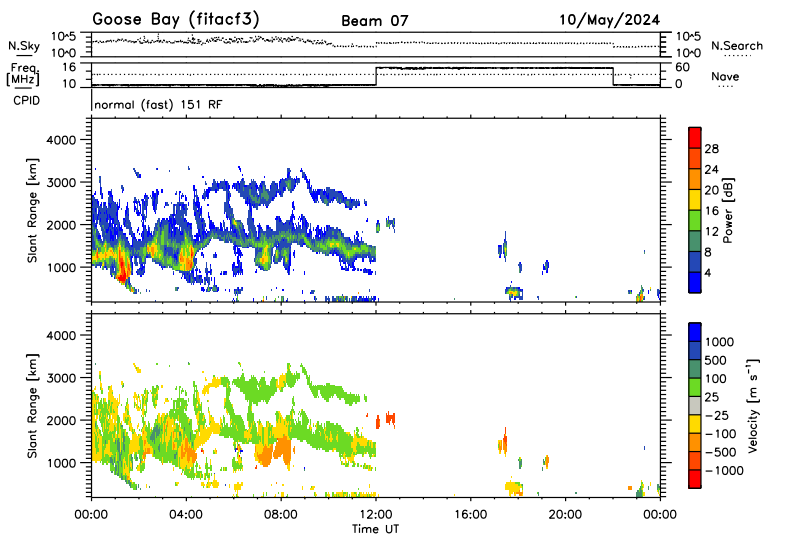 Goose Bay (fitacf3) Beam 07 10/May/2024
N.Sky 10^5 10^0 10^5 10^0 N.Search
Freq. [MHz] 16 10 60 0 Nave
CPID normal (fast) 151 RF
4000
3000
2000
1000
Slant Range [km]
28
24
20
16
12
8
4
Power [dB]
4000
3000
2000
1000
Slant Range [km]
1000
500
100
25
-25
-100
-500
-1000
Velocity [m s⁻¹]
00:00 04:00 08:00 12:00 16:00 20:00 00:00
Time UT